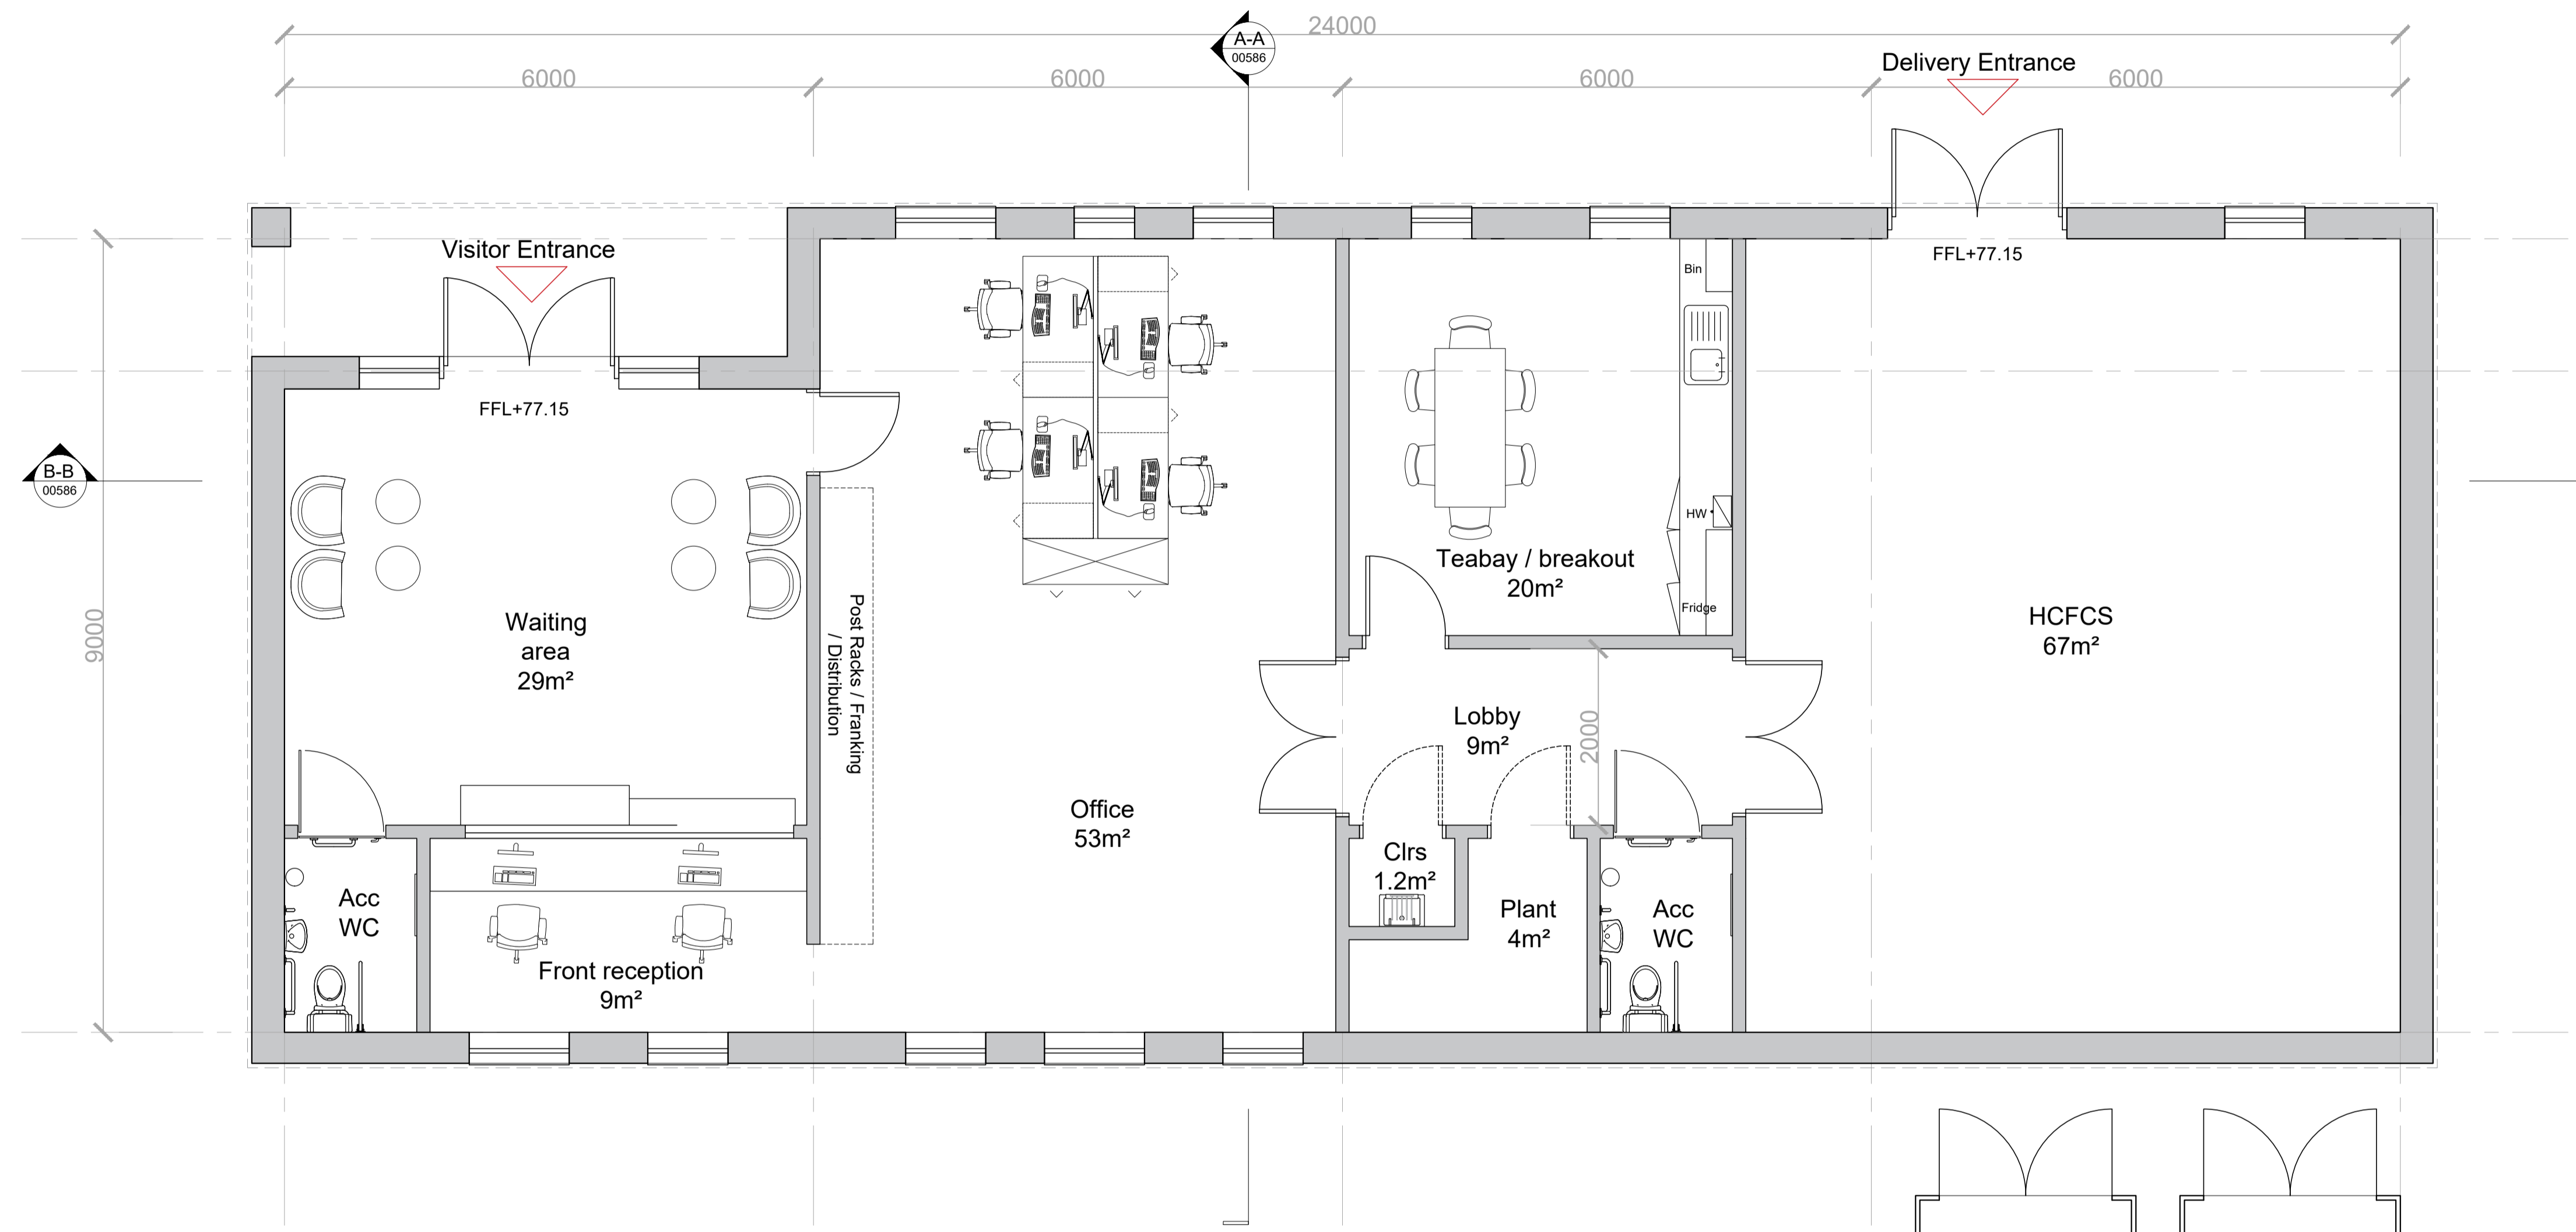 24000
A-A
00586
Delivery Entrance
6000
6000
6000
6000
Visitor Entrance
FFL+77.15
FFL+77.15
Bin
B-B
00586
HW
Teabay / breakout
20m²
Fridge
9000
Waiting
area
29m²
Post Racks / Franking
/ Distribution
HCFCS
67m²
Lobby
9m²
2000
Office
53m²
Clrs
1.2m²
Acc
WC
Plant
4m²
Acc
WC
Front reception
9m²